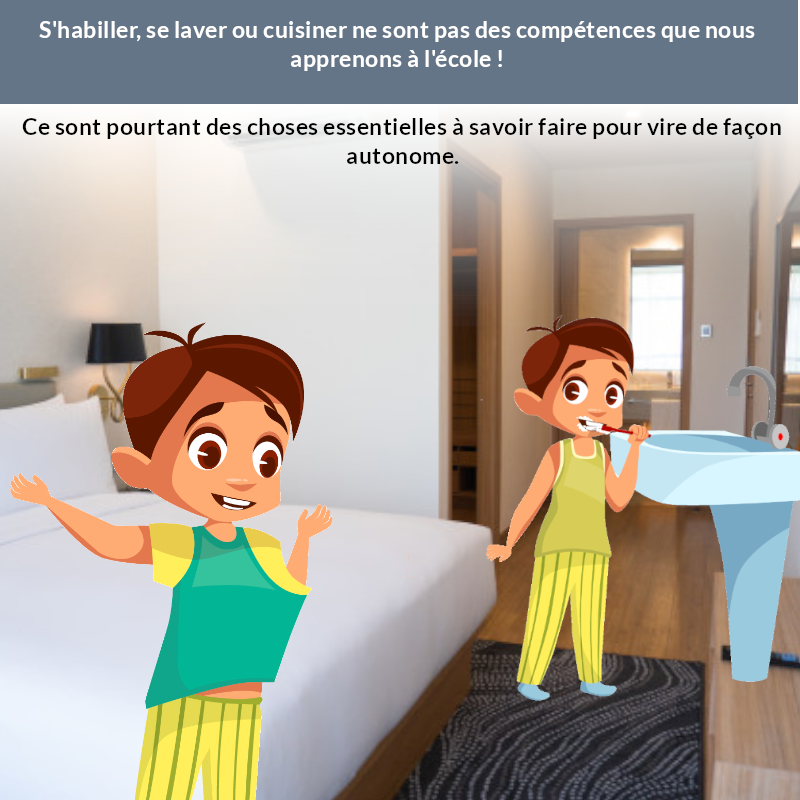 S'habiller, se laver ou cuisiner ne sont pas des compétences que nous
apprenons à l'école !
Ce sont pourtant des choses essentielles à savoir faire pour vire de façon
autonome.